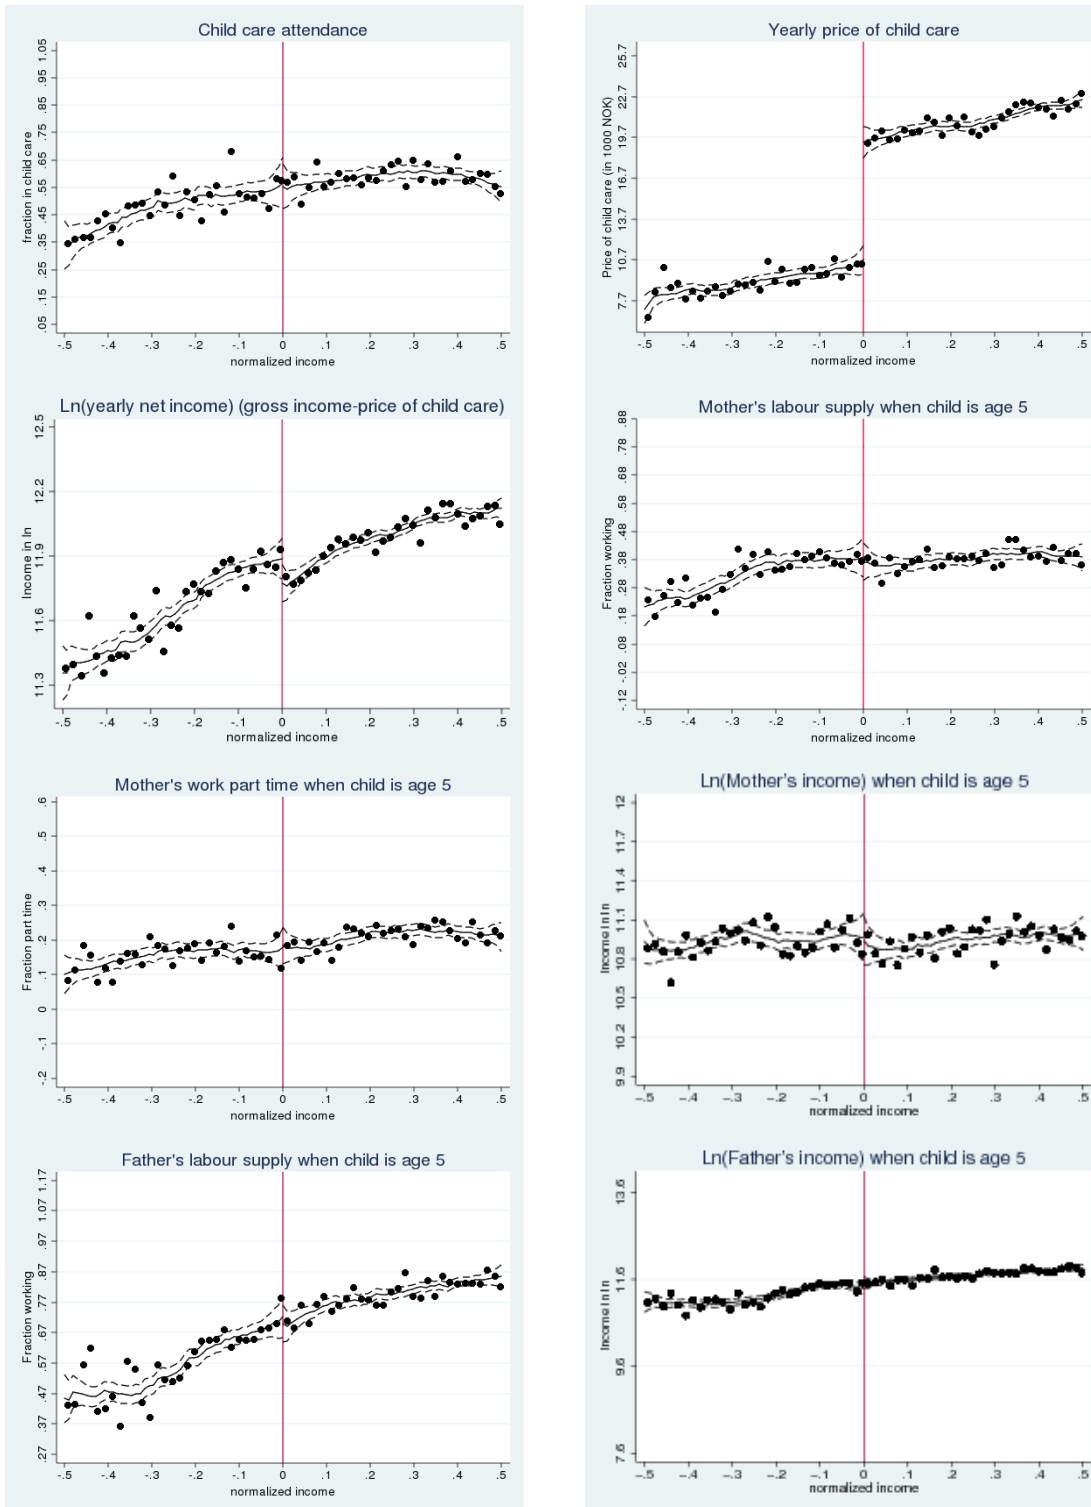 Child care attendance
fraction in child care
.05 .15 .25 .35 .45 .55 .65 .75 .85 .95 1.05
-.5 -.4 -.3 -.2 -.1 0 .1 .2 .3 .4 .5
normalized income
Yearly price of child care
Price of child care (in 1000 NOK)
7.7 10.7 13.7 16.7 19.7 22.7 25.7
-.5 -.4 -.3 -.2 -.1 0 .1 .2 .3 .4 .5
normalized income
Ln(yearly net income) (gross income-price of child care)
Income in ln
11.3 11.6 11.9 12.2 12.5
-.5 -.4 -.3 -.2 -.1 0 .1 .2 .3 .4 .5
normalized income
Mother's labour supply when child is age 5
Fraction working
-.12 -.02 .08 .18 .28 .38 .48 .58 .68 .78 .88
-.5 -.4 -.3 -.2 -.1 0 .1 .2 .3 .4 .5
normalized income
Mother's work part time when child is age 5
Fraction part time
-.2 -.1 0 .1 .2 .3 .4 .5 .6
-.5 -.4 -.3 -.2 -.1 0 .1 .2 .3 .4 .5
normalized income
Ln(Mother's income) when child is age 5
Income in ln
9.9 10.2 10.5 10.8 11.1 11.4 11.7 12
-.5 -.4 -.3 -.2 -.1 0 .1 .2 .3 .4 .5
normalized income
Father's labour supply when child is age 5
Fraction working
.27 .37 .47 .57 .67 .77 .87 .97 1.07 1.17
-.5 -.4 -.3 -.2 -.1 0 .1 .2 .3 .4 .5
normalized income
Ln(Father's income) when child is age 5
Income in ln
7.6 9.6 11.6 13.6
-.5 -.4 -.3 -.2 -.1 0 .1 .2 .3 .4 .5
normalized income